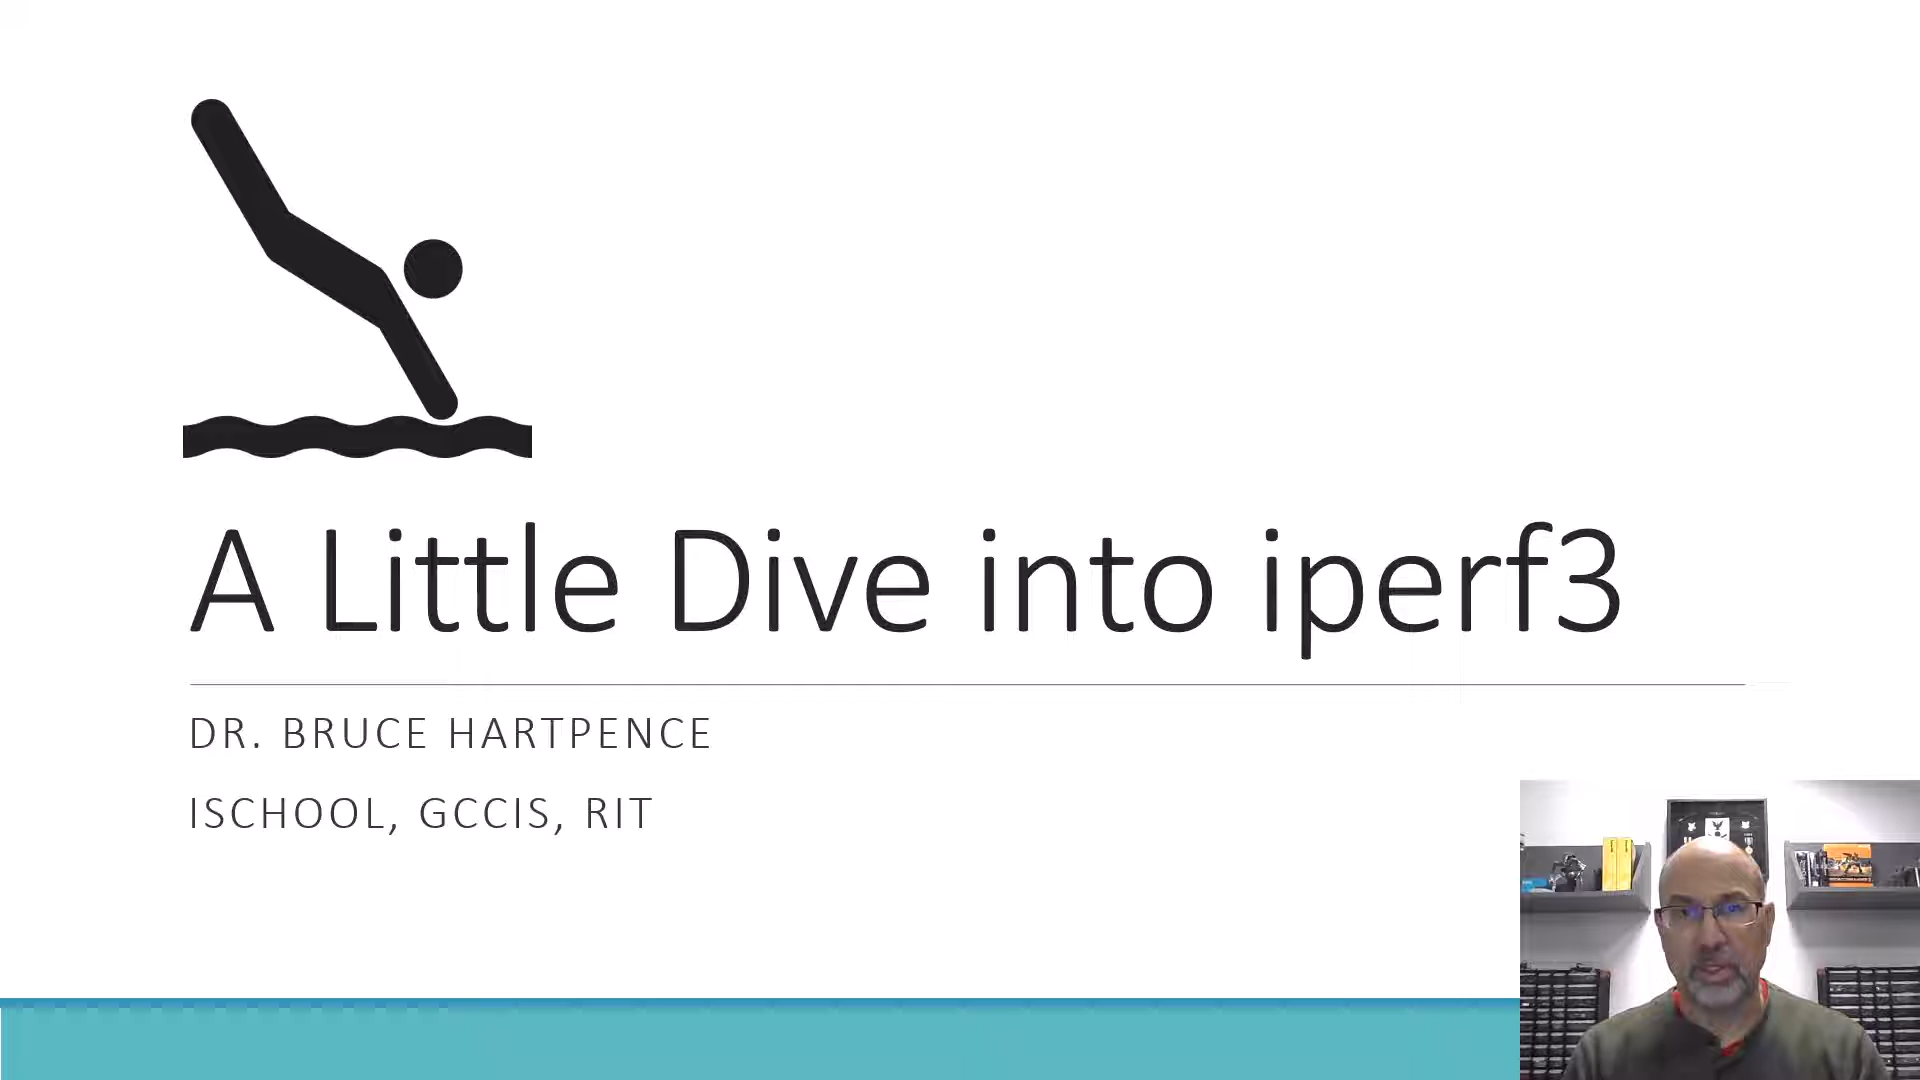 A Little Dive into iperf3
DR. BRUCE HARTPENCE
ISCHOOL, GCCIS, RIT